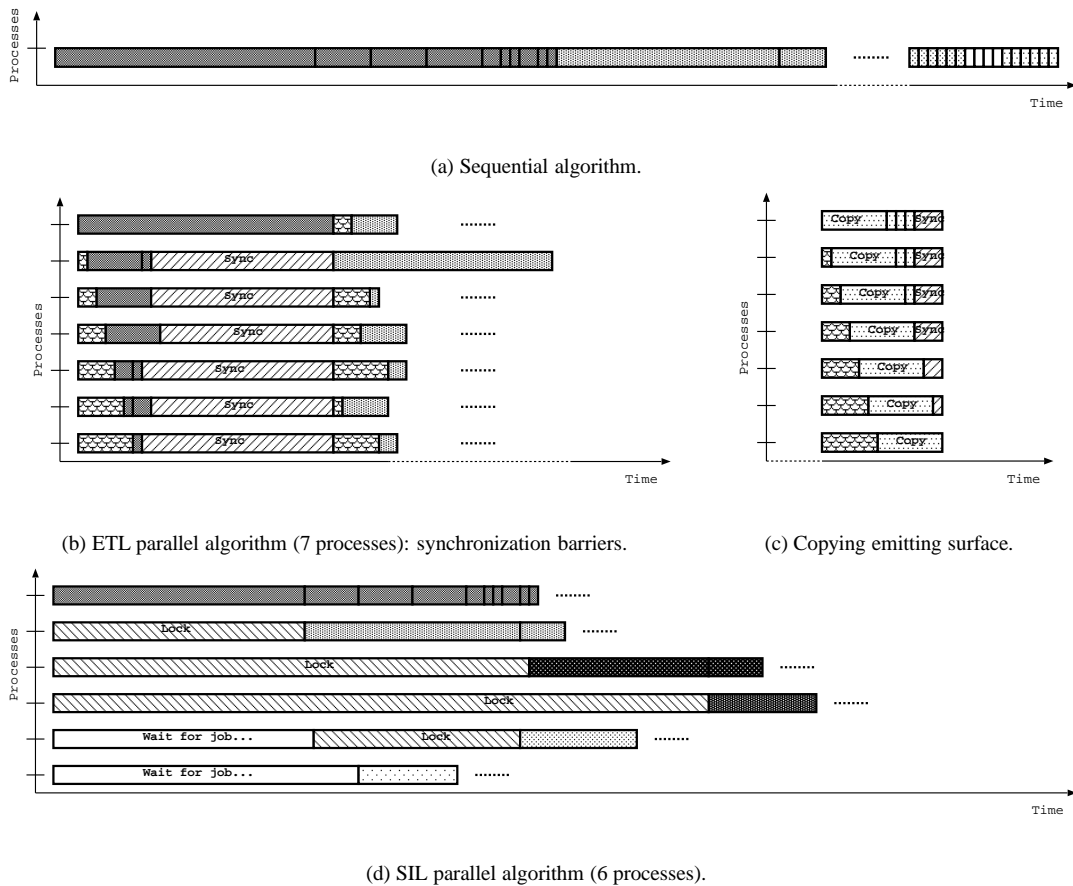 Processes
Time
(a) Sequential algorithm.
Processes
Sync
Sync
Sync
Sync
Sync
Sync
Time
(b) ETL parallel algorithm (7 processes): synchronization barriers.
Processes
Copy Sync
Copy Sync
Copy Sync
Copy Sync
Copy
Copy
Copy
Time
(c) Copying emitting surface.
Processes
Lock
Lock
Lock
Wait for job... Lock
Wait for job...
Time
(d) SIL parallel algorithm (6 processes).